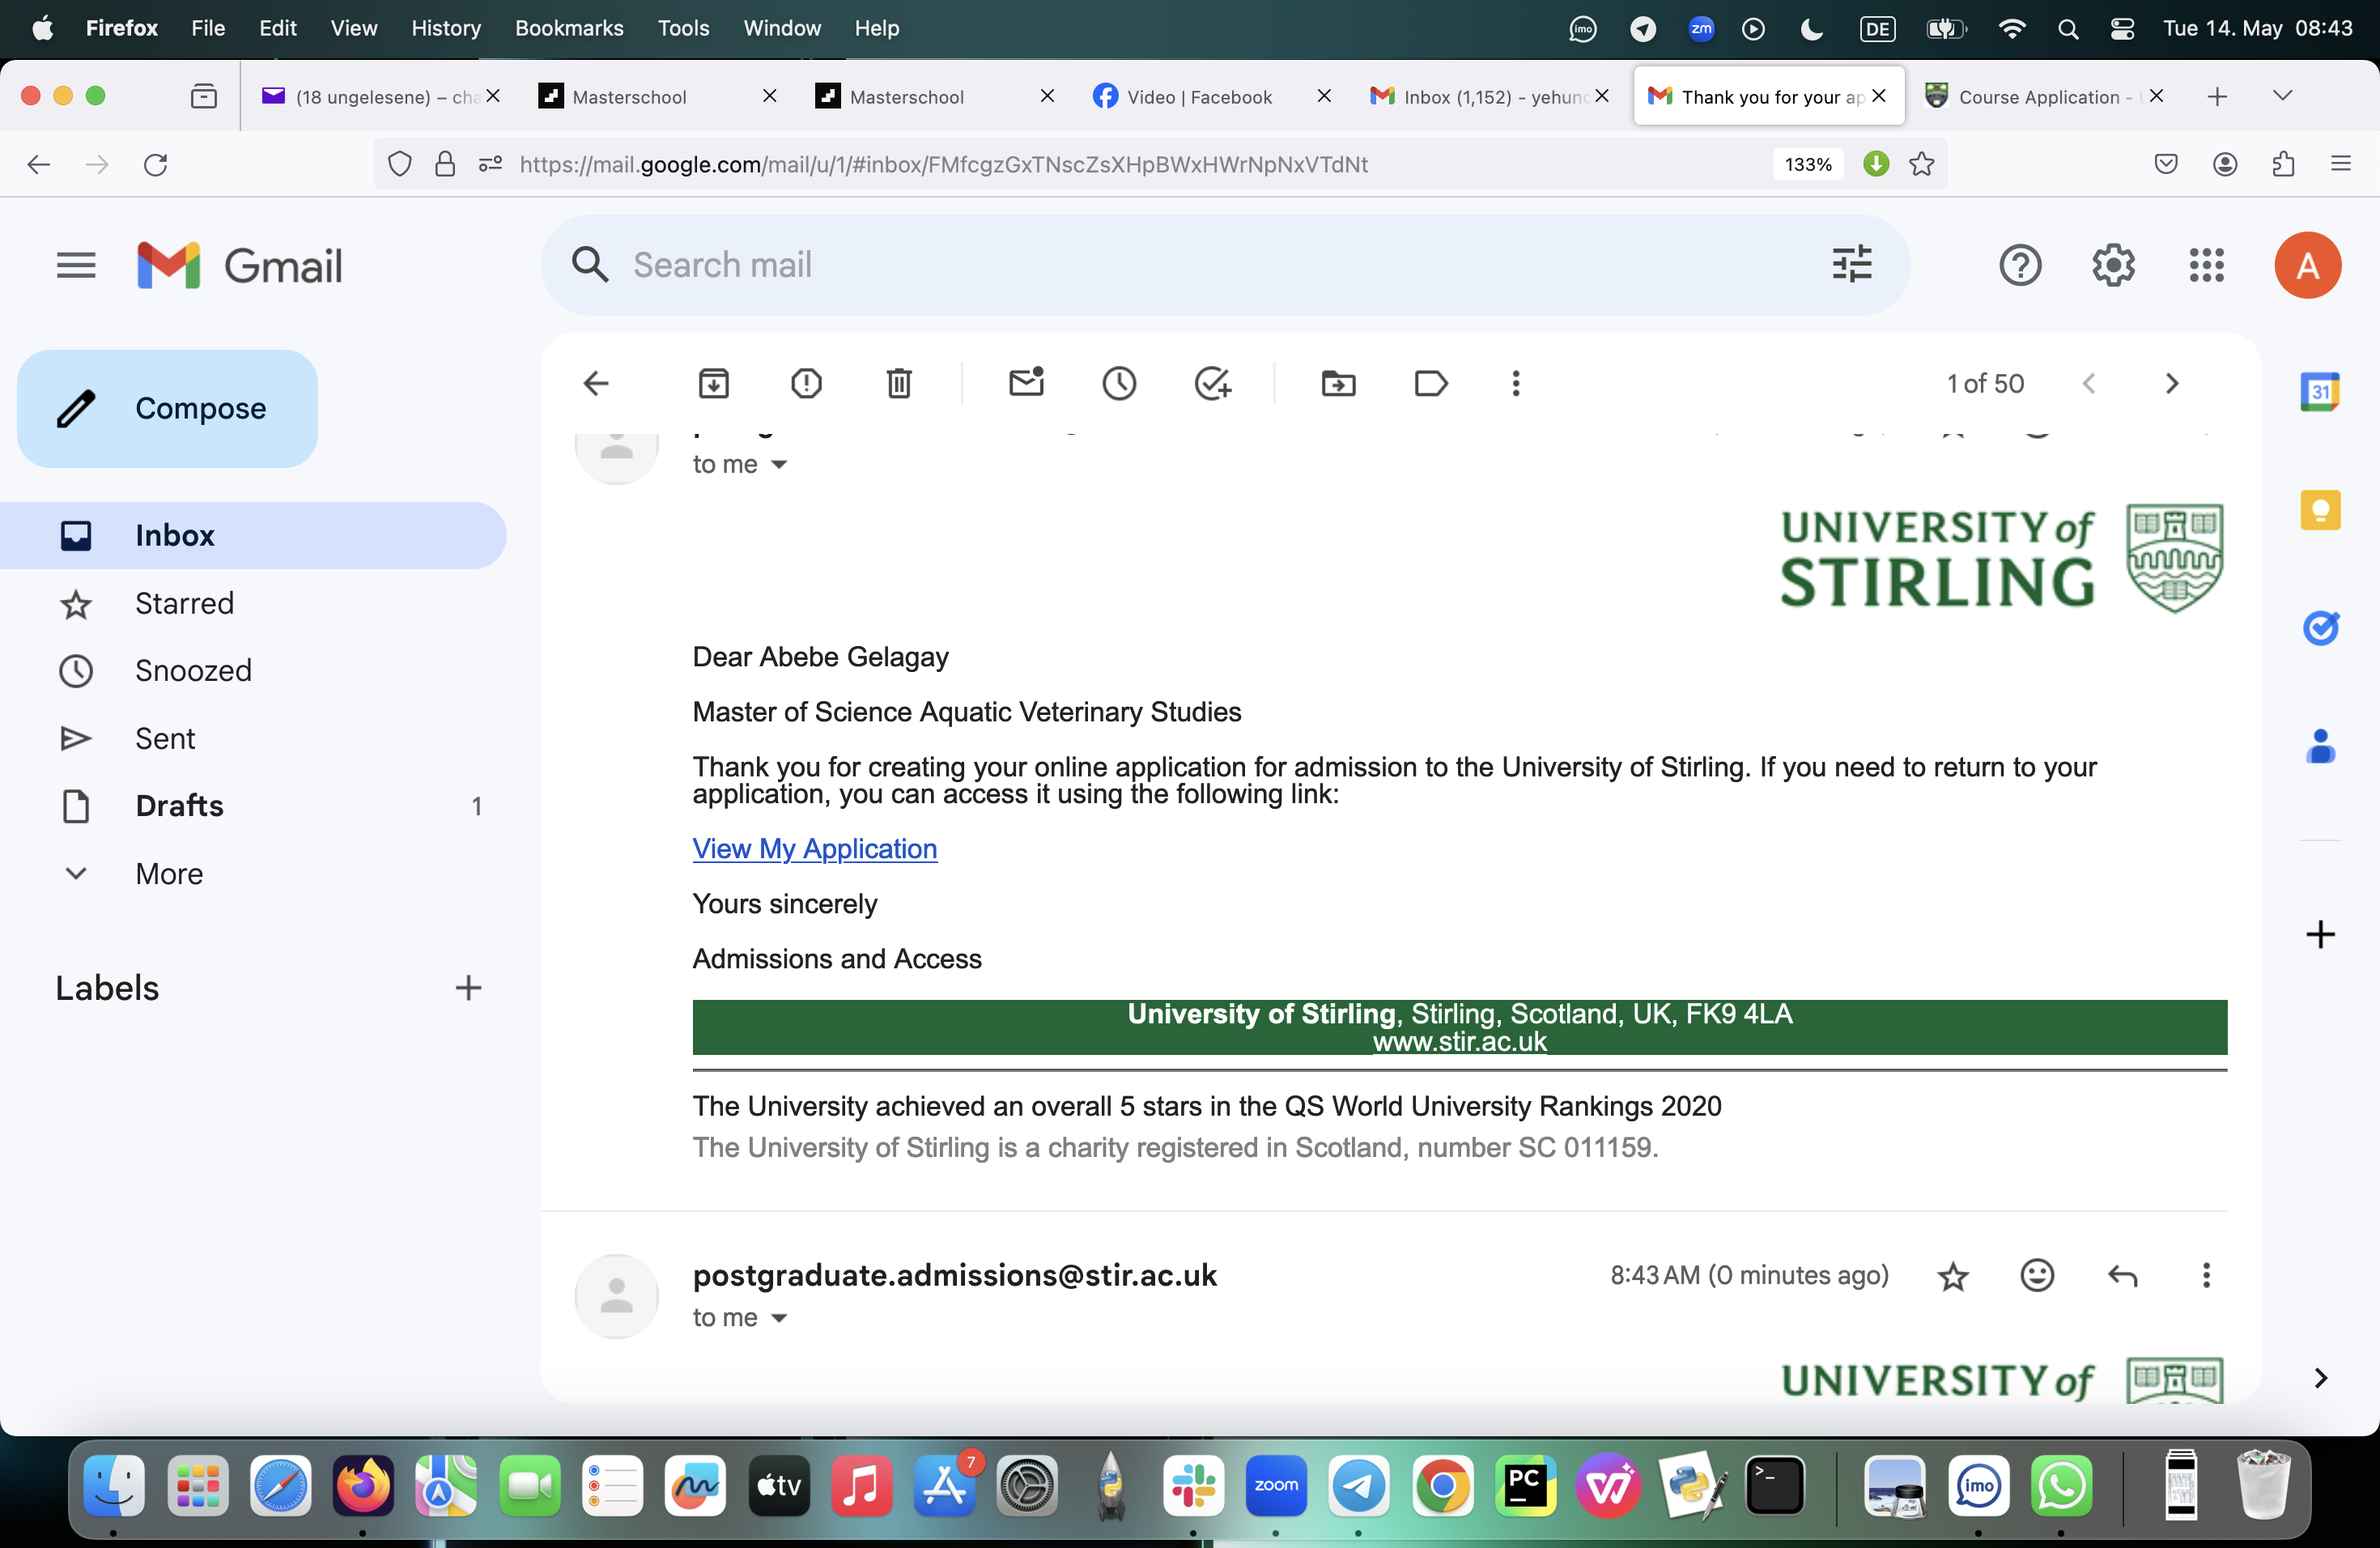 Firefox File Edit View History Bookmarks Tools Window Help imo zm DE Tue 14. May 08:43
(18 ungelesene) – cha Masterschool Masterschool Video | Facebook Inbox (1,152) - yehund Thank you for your ap Course Application -
https://mail.google.com/mail/u/1/#inbox/FMfcgzGxTNscZsXHpBWxHWrNpNxVTdNt 133%
Gmail Search mail A
Compose
1 of 50
31
to me
Inbox
Starred
Snoozed
Sent
Drafts 1
More
Labels
UNIVERSITY of
STIRLING
Dear Abebe Gelagay
Master of Science Aquatic Veterinary Studies
Thank you for creating your online application for admission to the University of Stirling. If you need to return to your
application, you can access it using the following link:
View My Application
Yours sincerely
Admissions and Access
University of Stirling, Stirling, Scotland, UK, FK9 4LA
www.stir.ac.uk
The University achieved an overall 5 stars in the QS World University Rankings 2020
The University of Stirling is a charity registered in Scotland, number SC 011159.
postgraduate.admissions@stir.ac.uk 8:43 AM (0 minutes ago)
to me
UNIVERSITY of
tv 7 zoom PC >_ imo